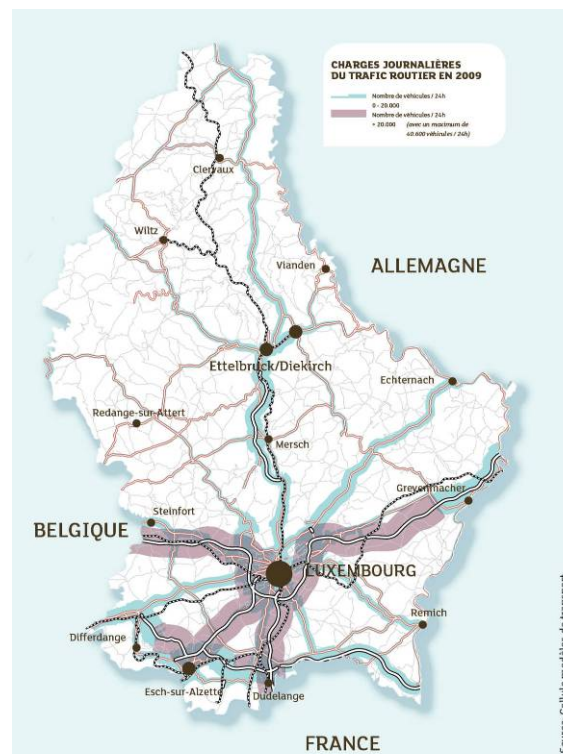 CHARGES JOURNALIÈRES
DU TRAFIC ROUTIER EN 2009
Nombre de véhicules / 24h
0 - 20.000
Nombre de véhicules / 24h
+ 20.000 (avec un maximum de
40.600 véhicules / 24h)
Clervaux
Wiltz
Vianden
ALLEMAGNE
Ettelbruck/Diekirch
Echternach
Redange-sur-Attert
Mersch
Grevenmacher
Steinfort
BELGIQUE
LUXEMBOURG
Remich
Differdange
Esch-sur-Alzette
Dudelange
FRANCE